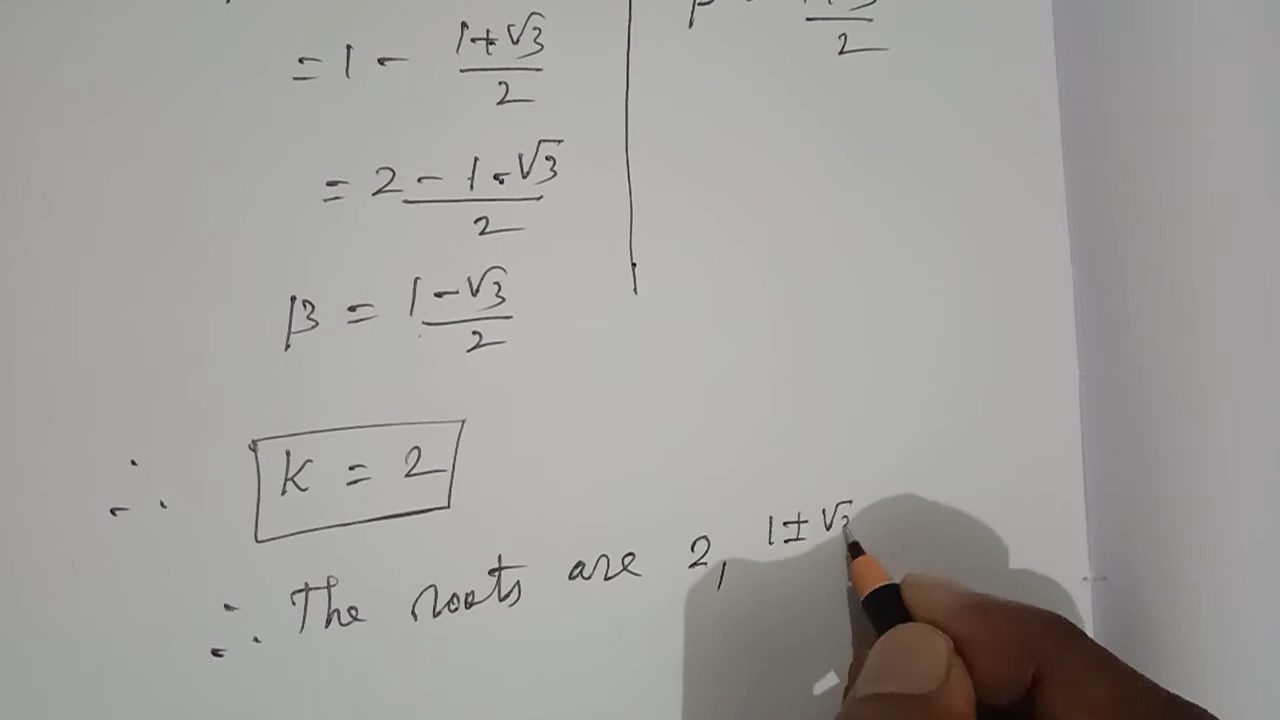 = 1 - (1+√3)/2
= (2-1-√3)/2
β = (1-√3)/2
∴ K = 2
∴ The roots are 2, 1±√3